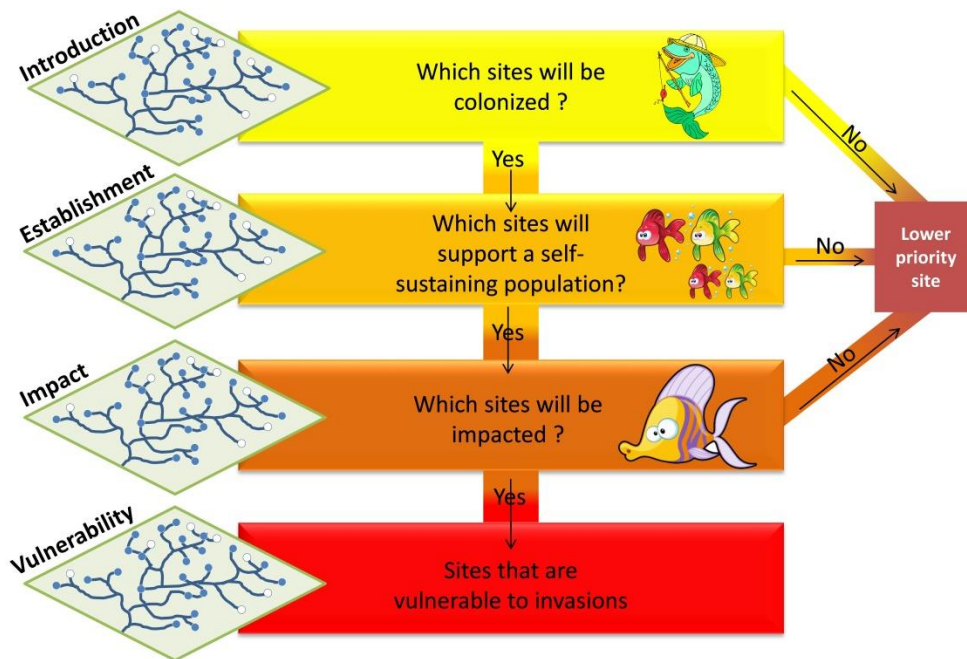 Introduction
Which sites will be
colonized ?
No
Yes
Establishment
Which sites will
support a self-
sustaining population?
No
Lower
priority
site
Yes
Impact
Which sites will be
impacted ?
No
Yes
Vulnerability
Sites that are
vulnerable to invasions